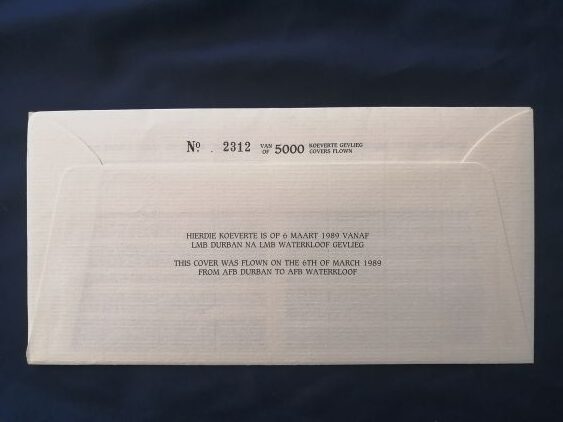 No. 2312 VAN OF 5000 KOEVERTE GEVLIEG COVERS FLOWN
HIERDIE KOEVERTE IS OP 6 MAART 1989 VANAF
LMB DURBAN NA LMB WATERKLOOF GEVLIEG
THIS COVER WAS FLOWN ON THE 6TH OF MARCH 1989
FROM AFB DURBAN TO AFB WATERKLOOF